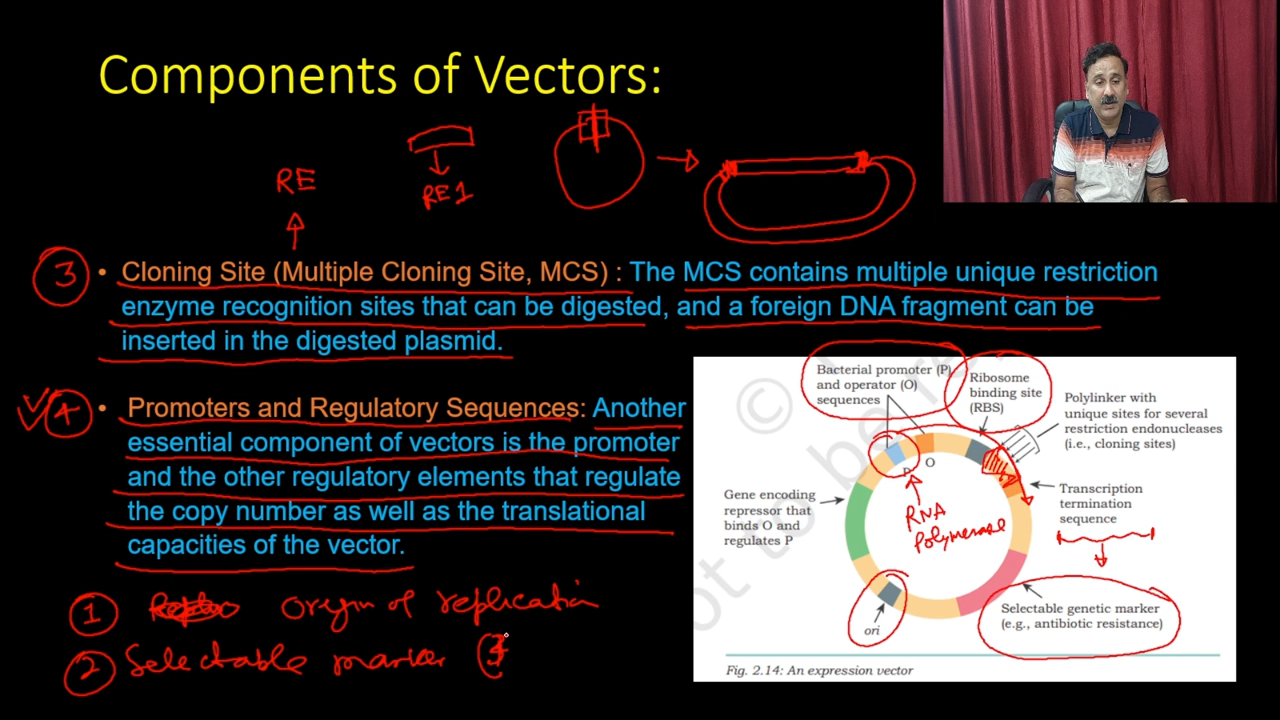 Components of Vectors:
RE
RE1
3
• Cloning Site (Multiple Cloning Site, MCS) : The MCS contains multiple unique restriction
enzyme recognition sites that can be digested, and a foreign DNA fragment can be
inserted in the digested plasmid.
4
• Promoters and Regulatory Sequences: Another
essential component of vectors is the promoter
and the other regulatory elements that regulate
the copy number as well as the translational
capacities of the vector.
1 Origin of replication
2 Selectable marker (
Bacterial promoter (P)
and operator (O)
sequences
Ribosome
binding site
(RBS)
Polylinker with
unique sites for several
restriction endonucleases
(i.e., cloning sites)
P
O
Gene encoding
repressor that
binds O and
regulates P
RNA
Polymerase
Transcription
termination
sequence
ori
Selectable genetic marker
(e.g., antibiotic resistance)
Fig. 2.14: An expression vector